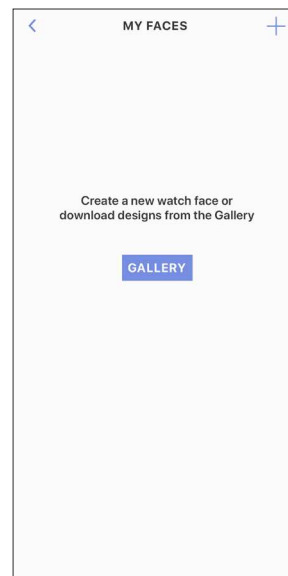 MY FACES
Create a new watch face or
download designs from the Gallery
GALLERY